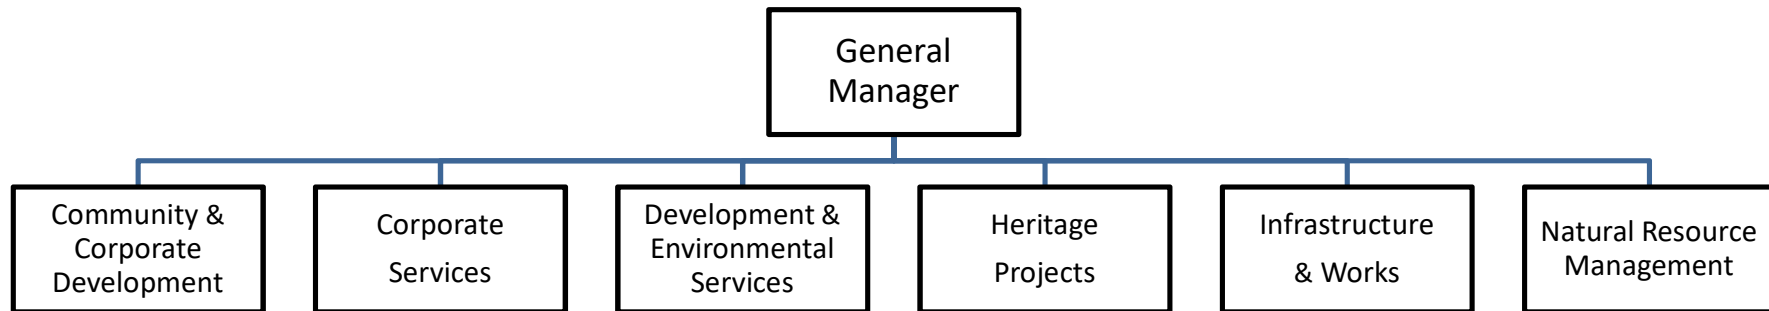 General
Manager
Community &
Corporate
Development
Corporate
Services
Development &
Environmental
Services
Heritage
Projects
Infrastructure
& Works
Natural Resource
Management